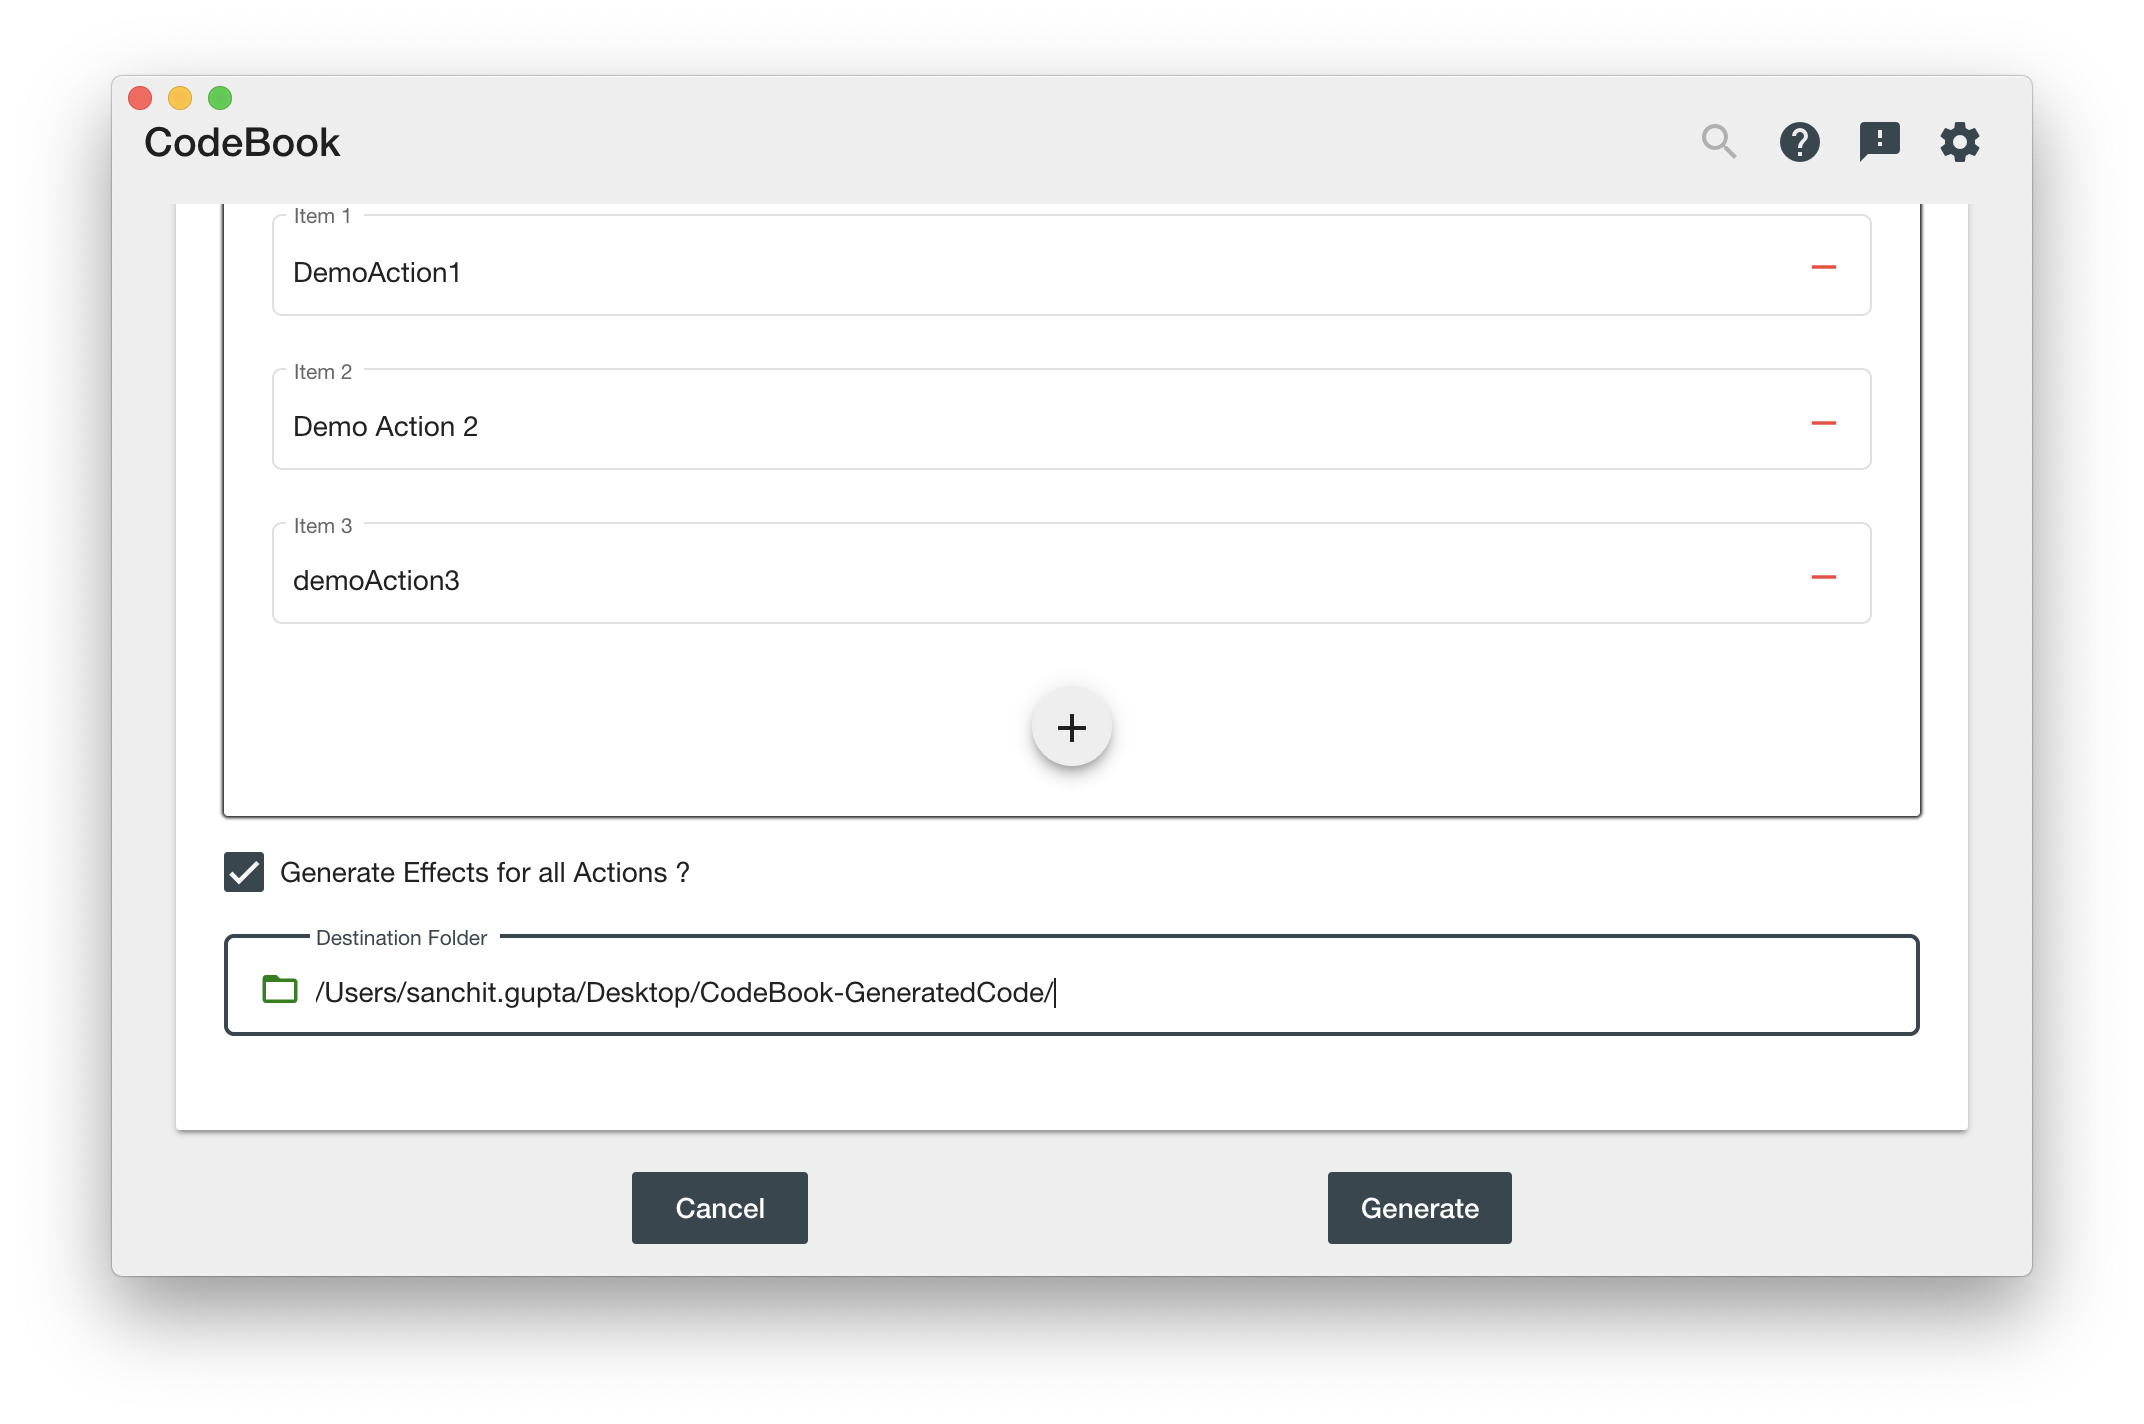 CodeBook
Item 1
DemoAction1
Item 2
Demo Action 2
Item 3
demoAction3
Generate Effects for all Actions ?
Destination Folder
/Users/sanchit.gupta/Desktop/CodeBook-GeneratedCode/
Cancel
Generate